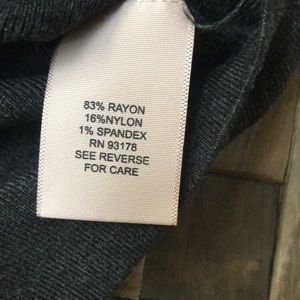 83% RAYON
16%NYLON
1% SPANDEX
RN 93178
SEE REVERSE
FOR CARE